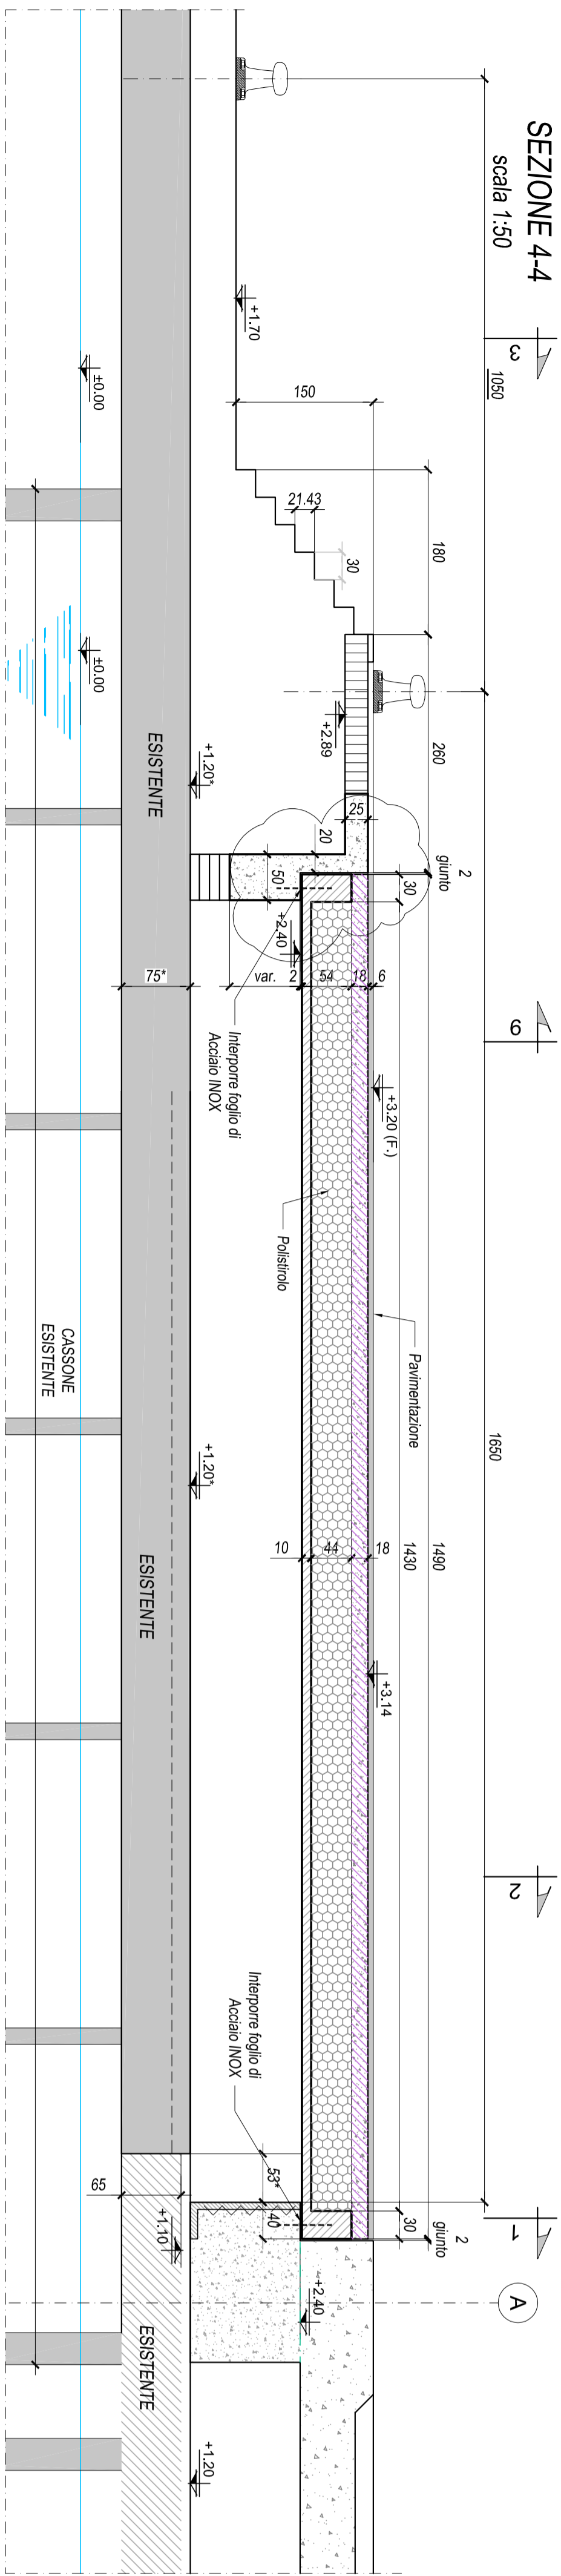 SEZIONE 4-4
scala 1:50
3
1050
9
1650
2
1
A
+1.70
150
180
260
21.43
30
±0.00
±0.00
+2.89
25
20
50
2
giunto
30
+2.40
+1.20*
ESISTENTE
75*
var.
2
54
18
6
Interporre foglio di
Acciaio INOX
+3.20 (F.)
Polistirolo
Pavimentazione
1490
1430
CASSONE
ESISTENTE
+1.20*
10
44
18
ESISTENTE
+3.14
Interporre foglio di
Acciaio INOX
53*
40
30
2
giunto
65
+1.10
+2.40
ESISTENTE
+1.20